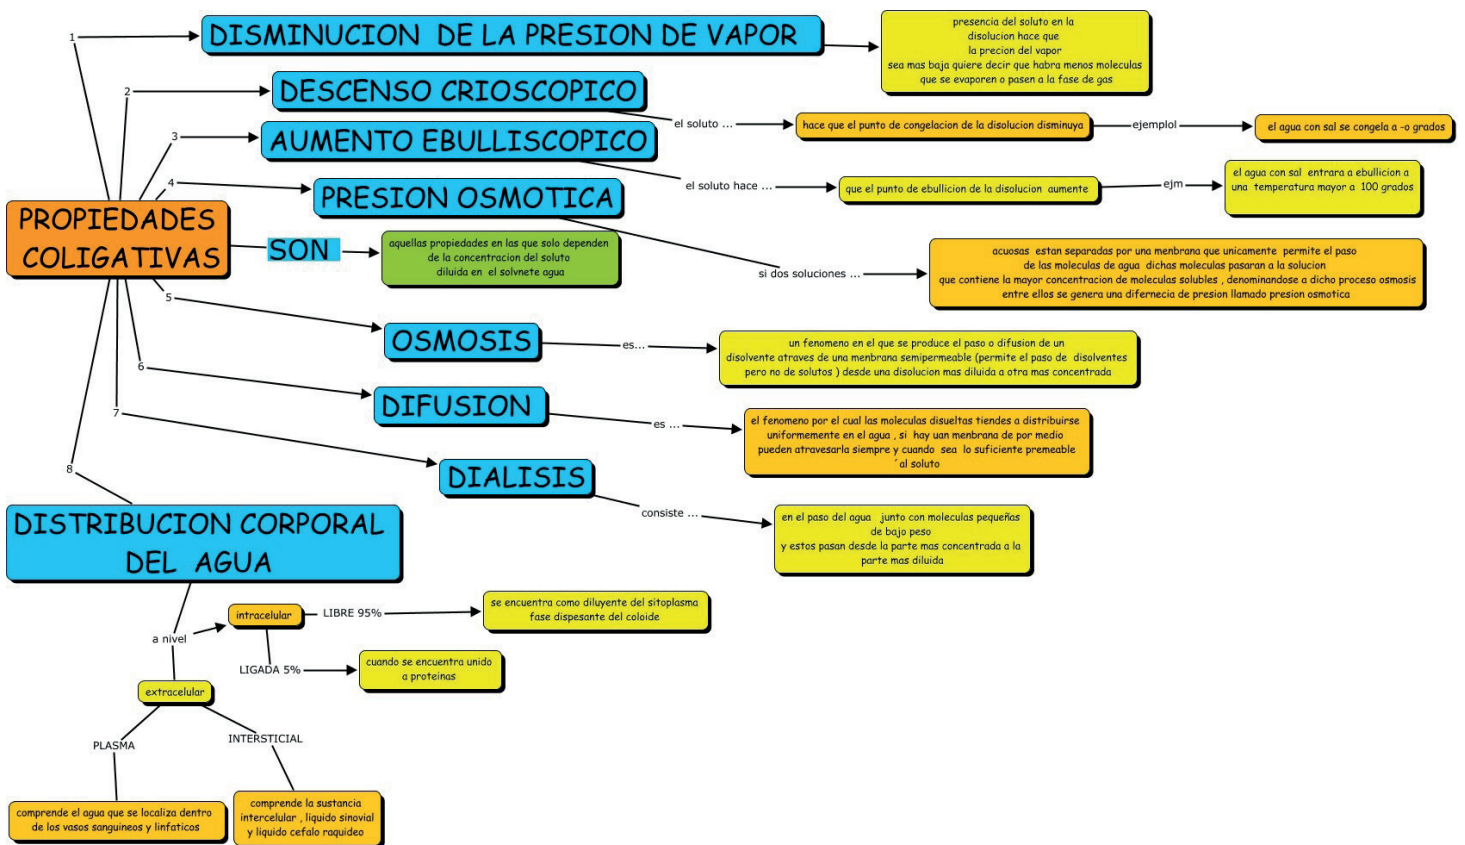 1
DISMINUCION DE LA PRESION DE VAPOR
presencia del soluto en la
disolucion hace que
la precion del vapor
sea mas baja quiere decir que habra menos moleculas
que se evaporen o pasen a la fase de gas
2
DESCENSO CRIOSCOPICO
el soluto ...
hace que el punto de congelacion de la disolucion disminuya
ejemplol
el agua con sal se congela a -o grados
3
AUMENTO EBULLISCOPICO
el soluto hace ...
que el punto de ebullicion de la disolucion aumente
ejm
el agua con sal entrara a ebullicion a
una temperatura mayor a 100 grados
4
PRESION OSMOTICA
si dos soluciones ...
acuosas estan separadas por una menbrana que unicamente permite el paso
de las moleculas de agua dichas moleculas pasaran a la solucion
que contiene la mayor concentracion de moleculas solubles , denominandose a dicho proceso osmosis
entre ellos se genera una difernecia de presion llamado presion osmotica
PROPIEDADES
COLIGATIVAS
SON
aquellas propiedades en las que solo dependen
de la concentracion del soluto
diluida en el solvnete agua
5
OSMOSIS
es...
un fenomeno en el que se produce el paso o difusion de un
disolvente atraves de una menbrana semipermeable (permite el paso de disolventes
pero no de solutos ) desde una disolucion mas diluida a otra mas concentrada
6
DIFUSION
es ...
el fenomeno por el cual las moleculas disueltas tiendes a distribuirse
uniformemente en el agua , si hay uan menbrana de por medio
pueden atravesarla siempre y cuando sea lo suficiente premeable
´al soluto
7
DIALISIS
consiste ...
en el paso del agua junto con moleculas pequeñas
de bajo peso
y estos pasan desde la parte mas concentrada a la
parte mas diluida
8
DISTRIBUCION CORPORAL
DEL AGUA
a nivel
intracelular
LIBRE 95%
se encuentra como diluyente del sitoplasma
fase dispesante del coloide
LIGADA 5%
cuando se encuentra unido
a proteinas
extracelular
PLASMA
comprende el agua que se localiza dentro
de los vasos sanguineos y linfaticos
INTERSTICIAL
comprende la sustancia
intercelular , liquido sinovial
y liquido cefalo raquideo